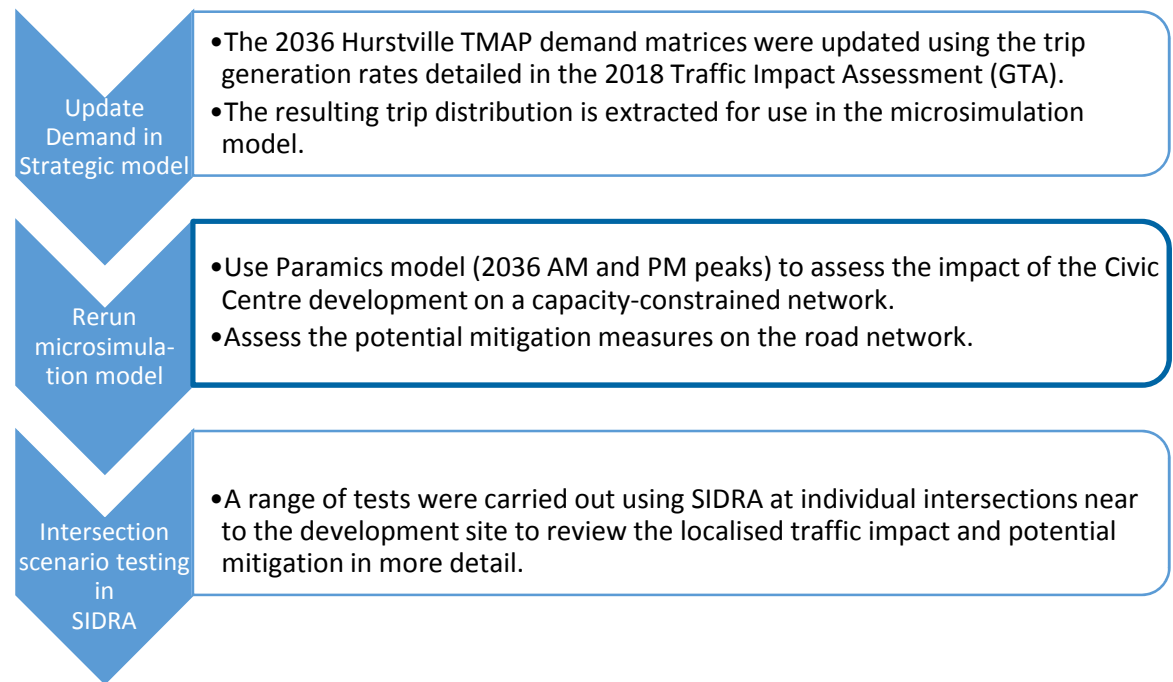 Update
Demand in
Strategic model
•The 2036 Hurstville TMAP demand matrices were updated using the trip
generation rates detailed in the 2018 Traffic Impact Assessment (GTA).
•The resulting trip distribution is extracted for use in the microsimulation
model.
Rerun
microsimula-
tion model
•Use Paramics model (2036 AM and PM peaks) to assess the impact of the Civic
Centre development on a capacity-constrained network.
•Assess the potential mitigation measures on the road network.
Intersection
scenario testing
in
SIDRA
•A range of tests were carried out using SIDRA at individual intersections near
to the development site to review the localised traffic impact and potential
mitigation in more detail.